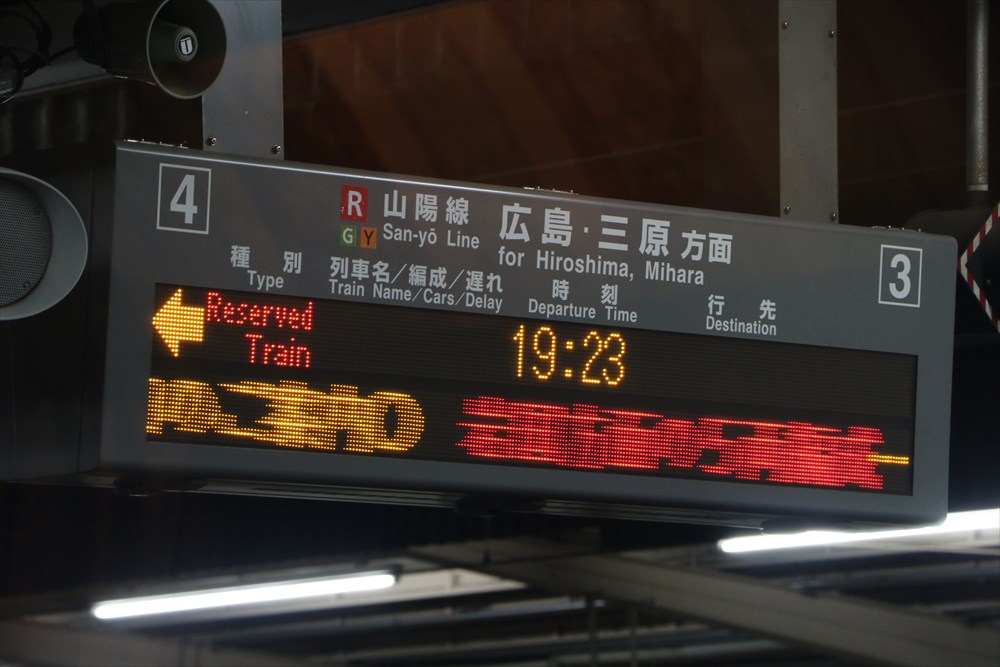 4
R 山陽線 広島・三原 方面
G Y San-yō Line for Hiroshima, Mihara
3
種別 列車名／編成／遅れ 時刻 行先
Type Train Name/Cars/Delay Departure Time Destination
Reserved
Train
19:23